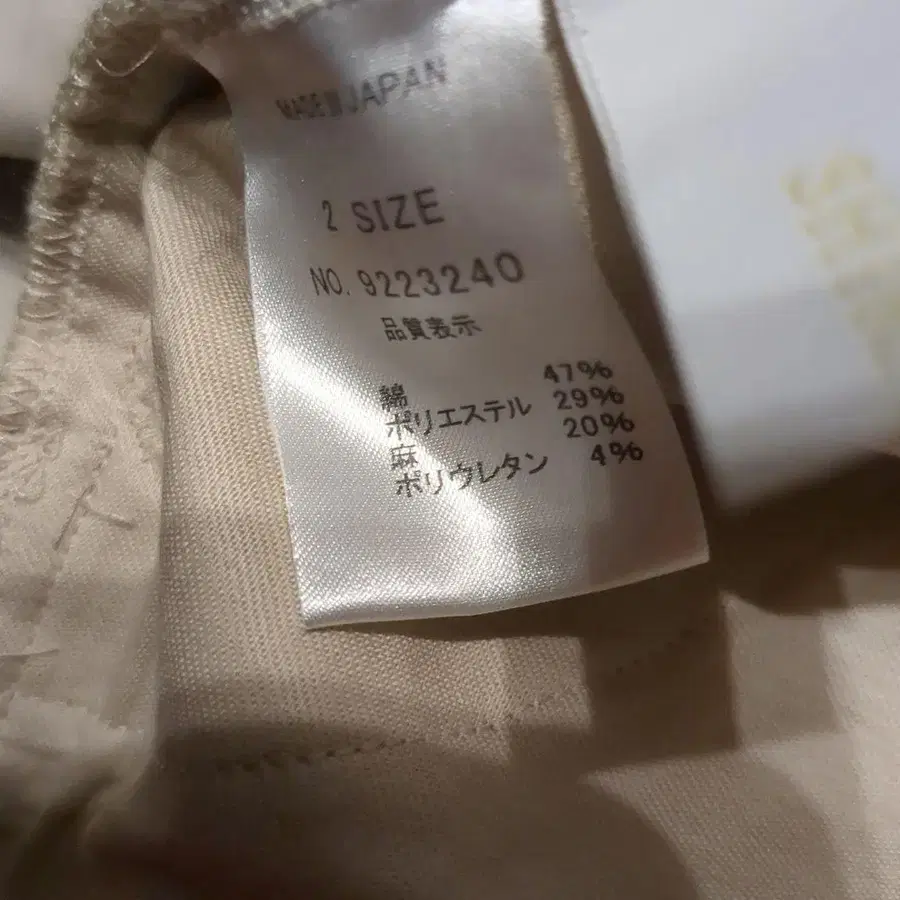 MADE IN JAPAN
2 SIZE
NO. 9223240
品質表示
綿 47%
ポリエステル 29%
麻 20%
ポリウレタン 4%